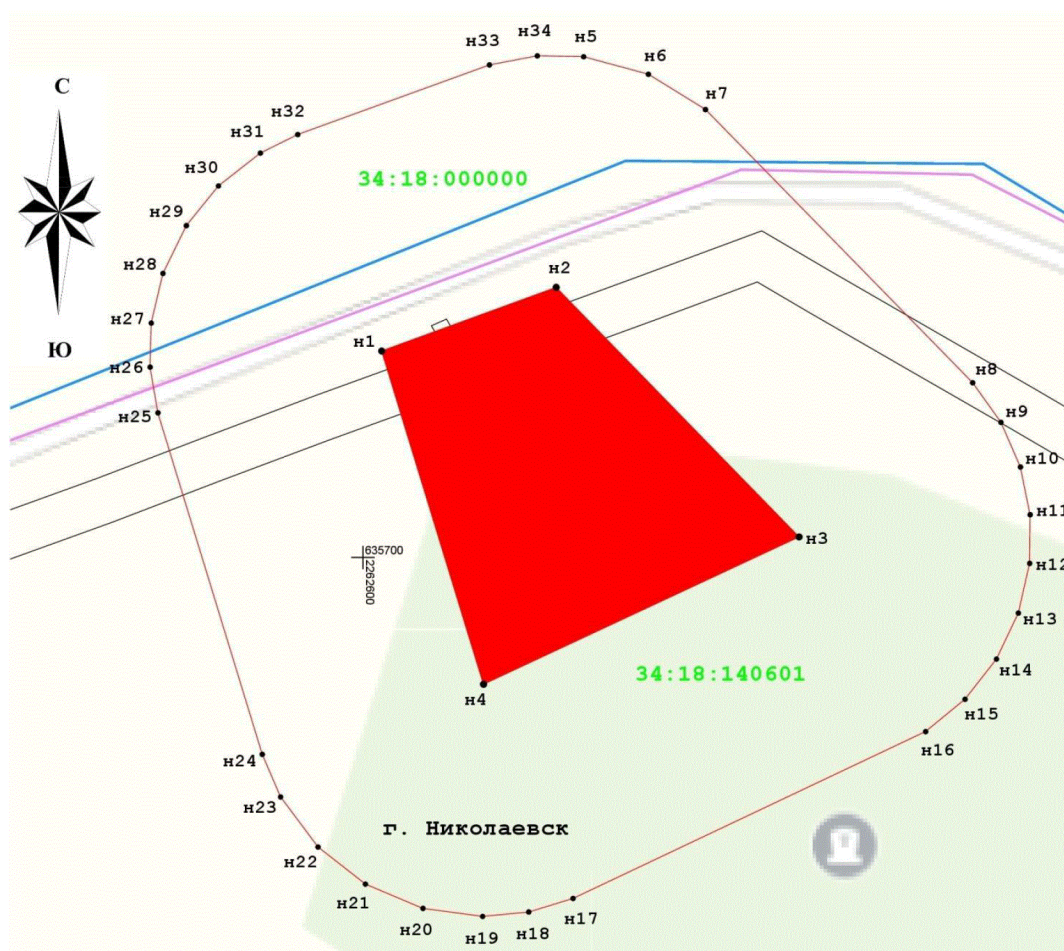 н33
н34
н5
н6
н7
С
н32
н31
н30
34:18:000000
н29
н2
н28
н27
н1
Ю
н26
н8
н25
н9
н10
н11
н3
635700
2262600
н12
н13
34:18:140601
н14
н4
н15
н16
н24
н23
г. Николаевск
н22
н21
н17
н20
н19
н18